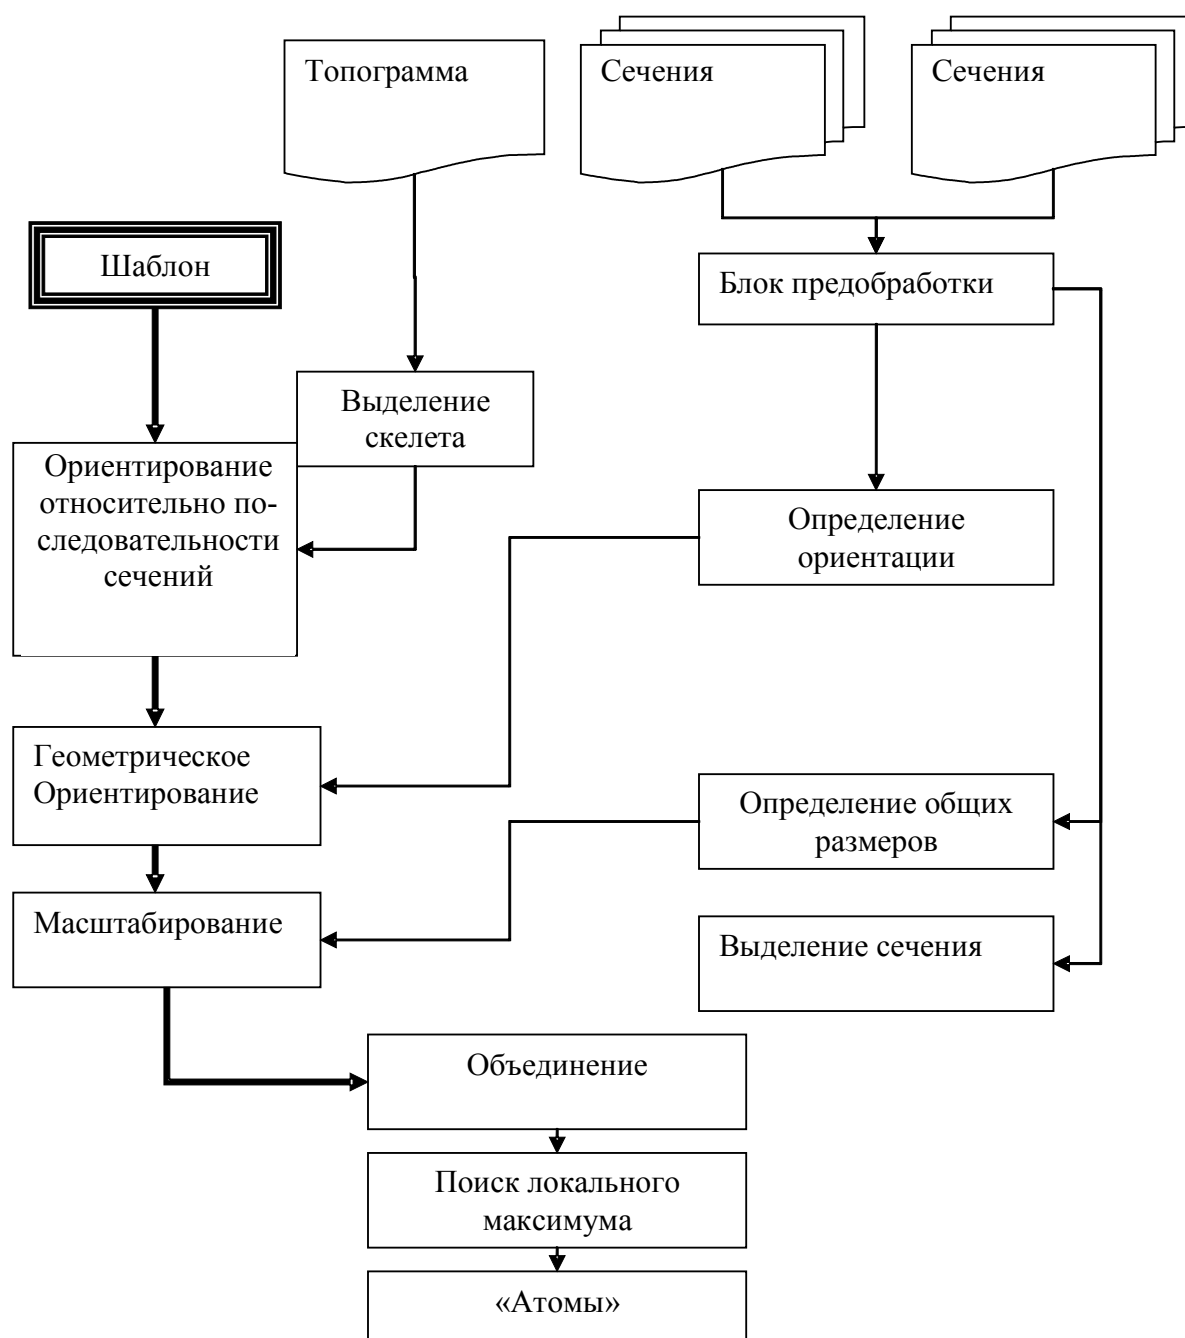 Топограмма
Сечения
Сечения
Шаблон
Блок предобработки
Выделение
скелета
Ориентирование
относительно по-
следовательности
сечений
Определение
ориентации
Геометрическое
Ориентирование
Определение общих
размеров
Масштабирование
Выделение сечения
Объединение
Поиск локального
максимума
«Атомы»